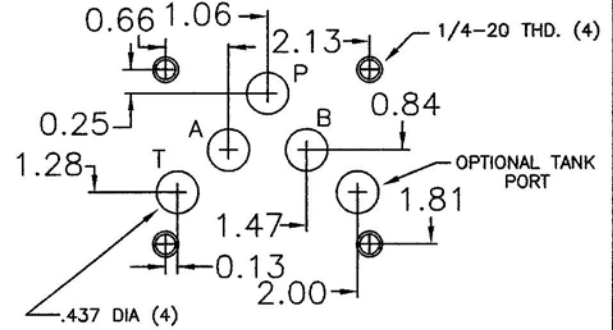 0.66
1.06
2.13
1/4-20 THD. (4)
P
0.25
A
B
0.84
1.28
T
OPTIONAL TANK
PORT
1.47
1.81
0.13
2.00
.437 DIA (4)